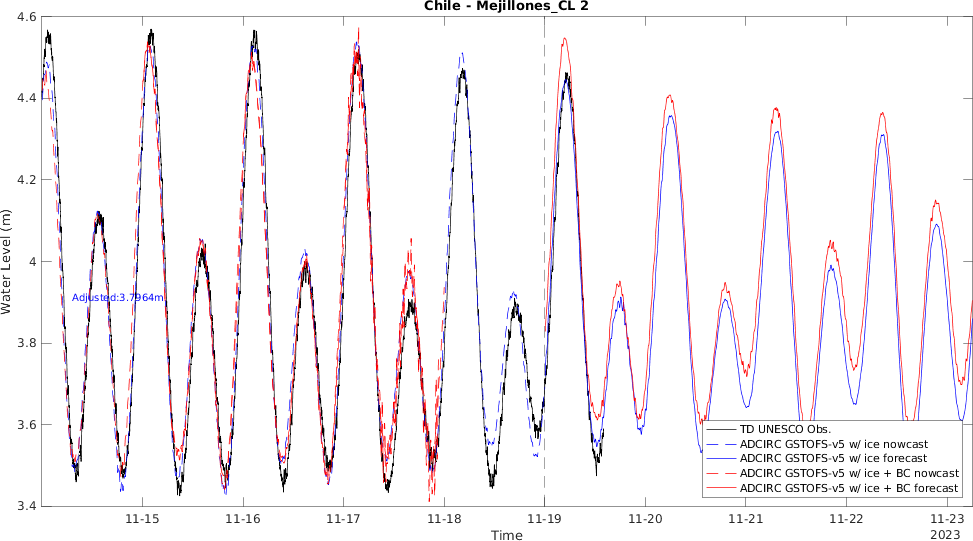 Chile - Mejillones_CL 2
4.6
4.4
4.2
4
3.8
3.6
3.4
Water Level (m)
Adjusted:3.7964m
TD UNESCO Obs.
ADCIRC GSTOFS-v5 w/ ice nowcast
ADCIRC GSTOFS-v5 w/ ice forecast
ADCIRC GSTOFS-v5 w/ ice + BC nowcast
ADCIRC GSTOFS-v5 w/ ice + BC forecast
11-15 11-16 11-17 11-18 11-19 11-20 11-21 11-22 11-23
Time 2023